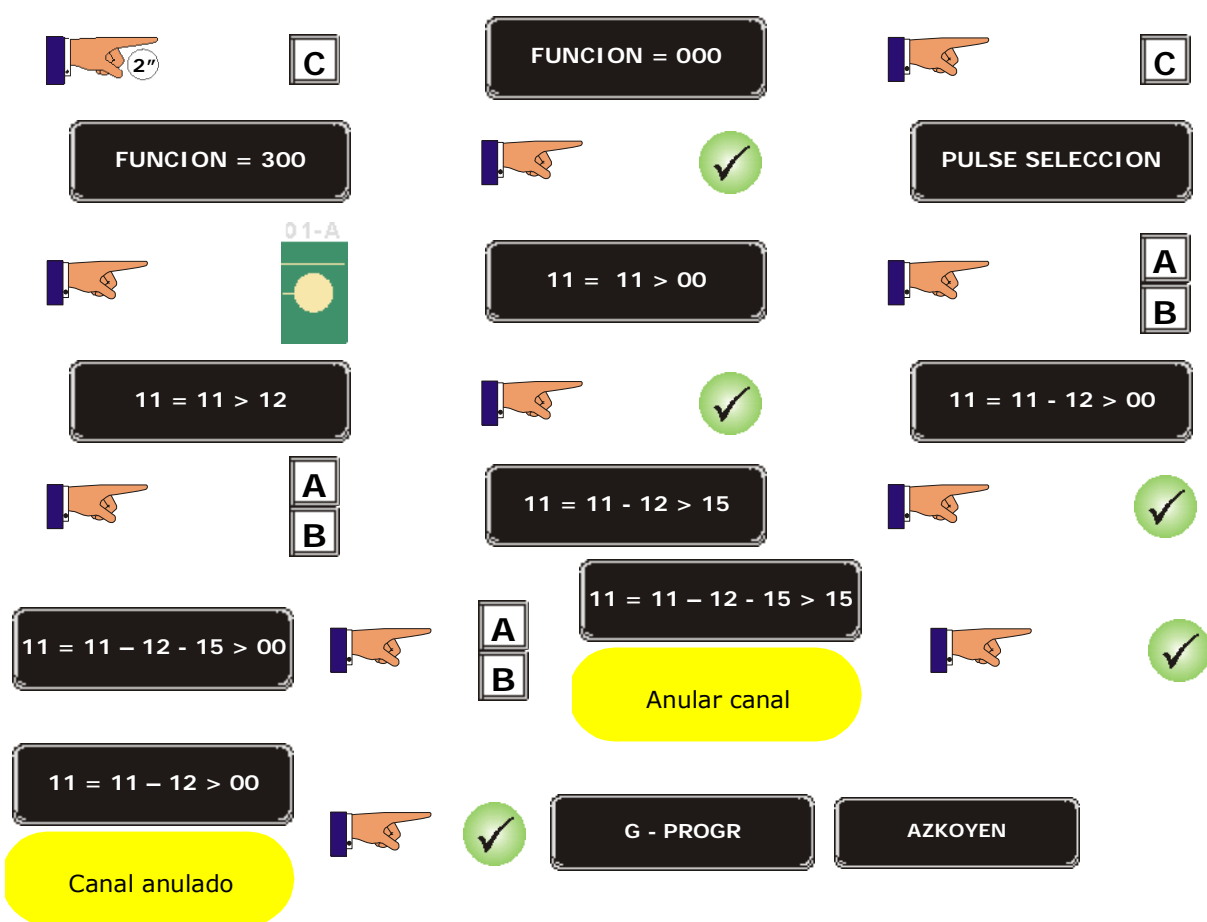 2"
C
FUNCION = 000
C
FUNCION = 300
PULSE SELECCION
01-A
11 = 11 > 00
A
B
11 = 11 > 12
11 = 11 - 12 > 00
A
B
11 = 11 - 12 > 15
11 = 11 – 12 - 15 > 00
A
B
11 = 11 – 12 - 15 > 15
Anular canal
11 = 11 – 12 > 00
Canal anulado
G - PROGR
AZKOYEN